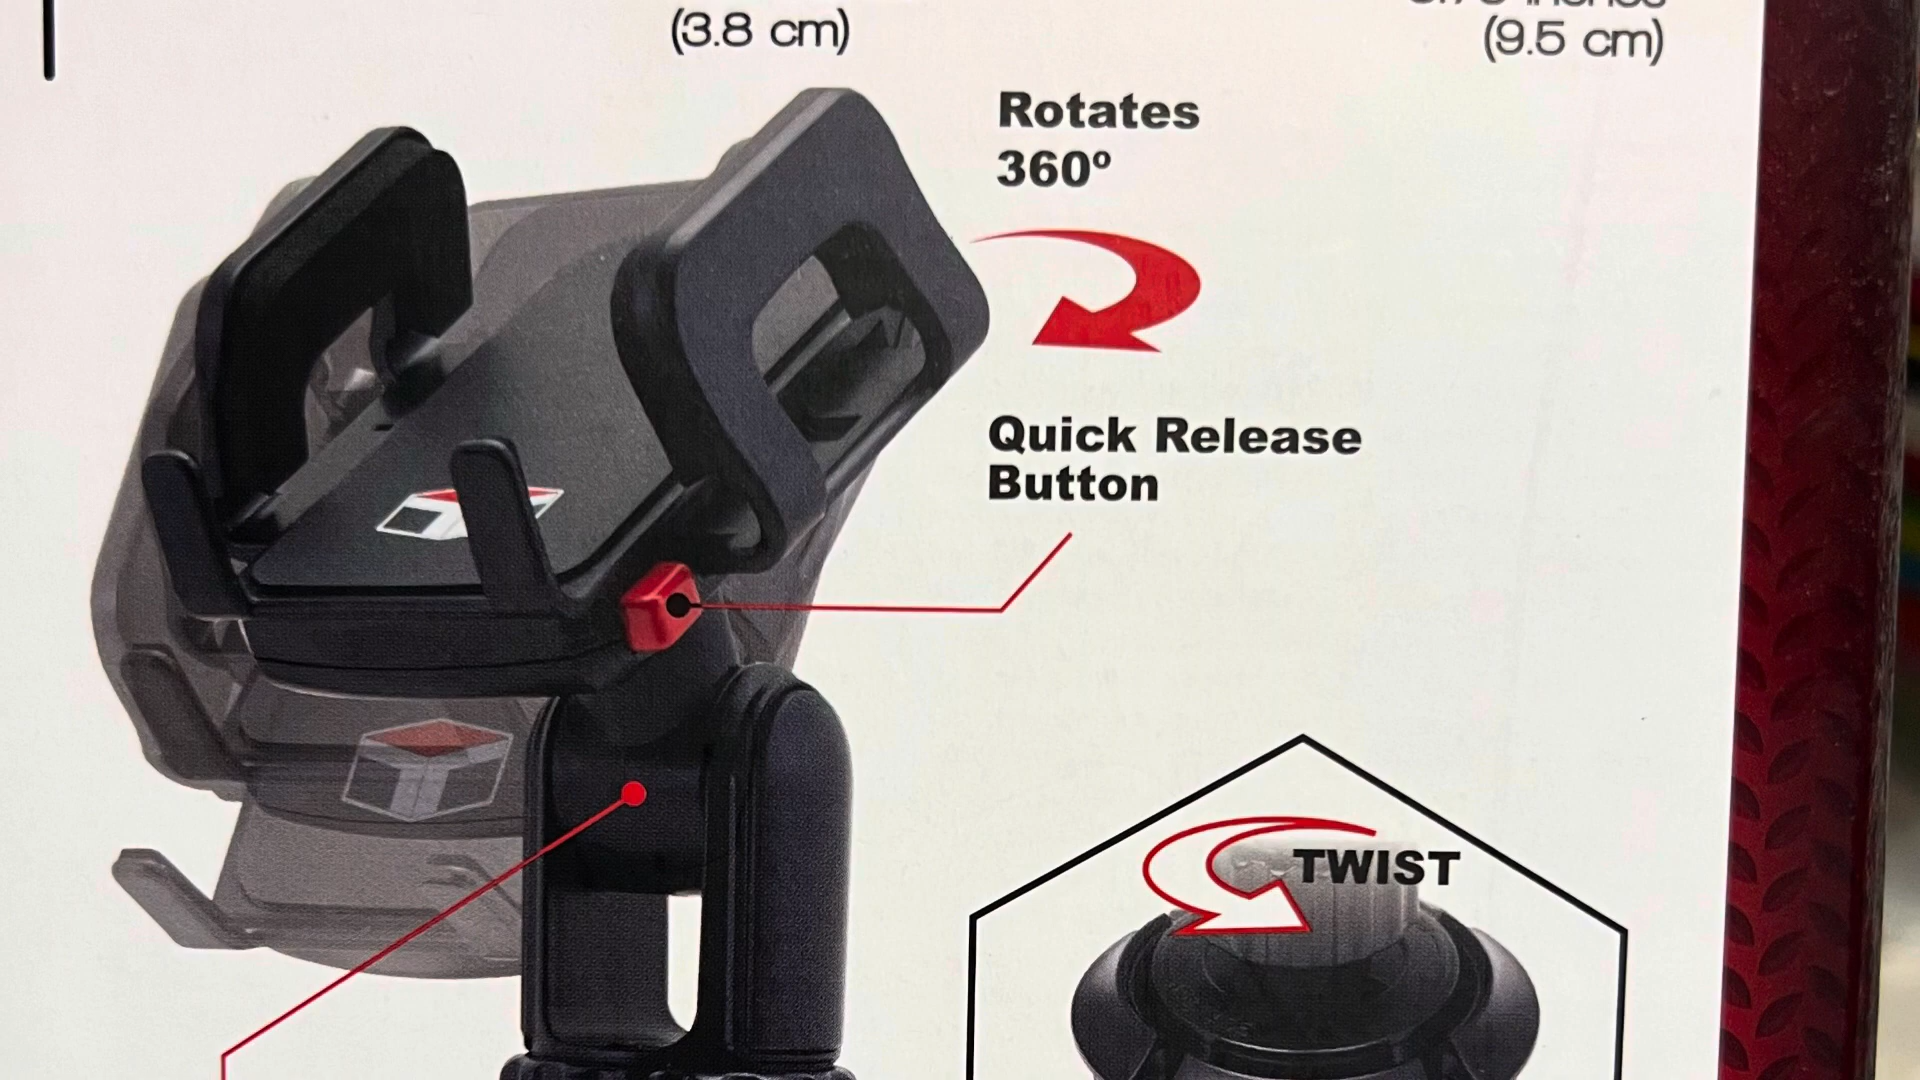 (3.8 cm)
(9.5 cm)
Rotates
360º
Quick Release
Button
TWIST